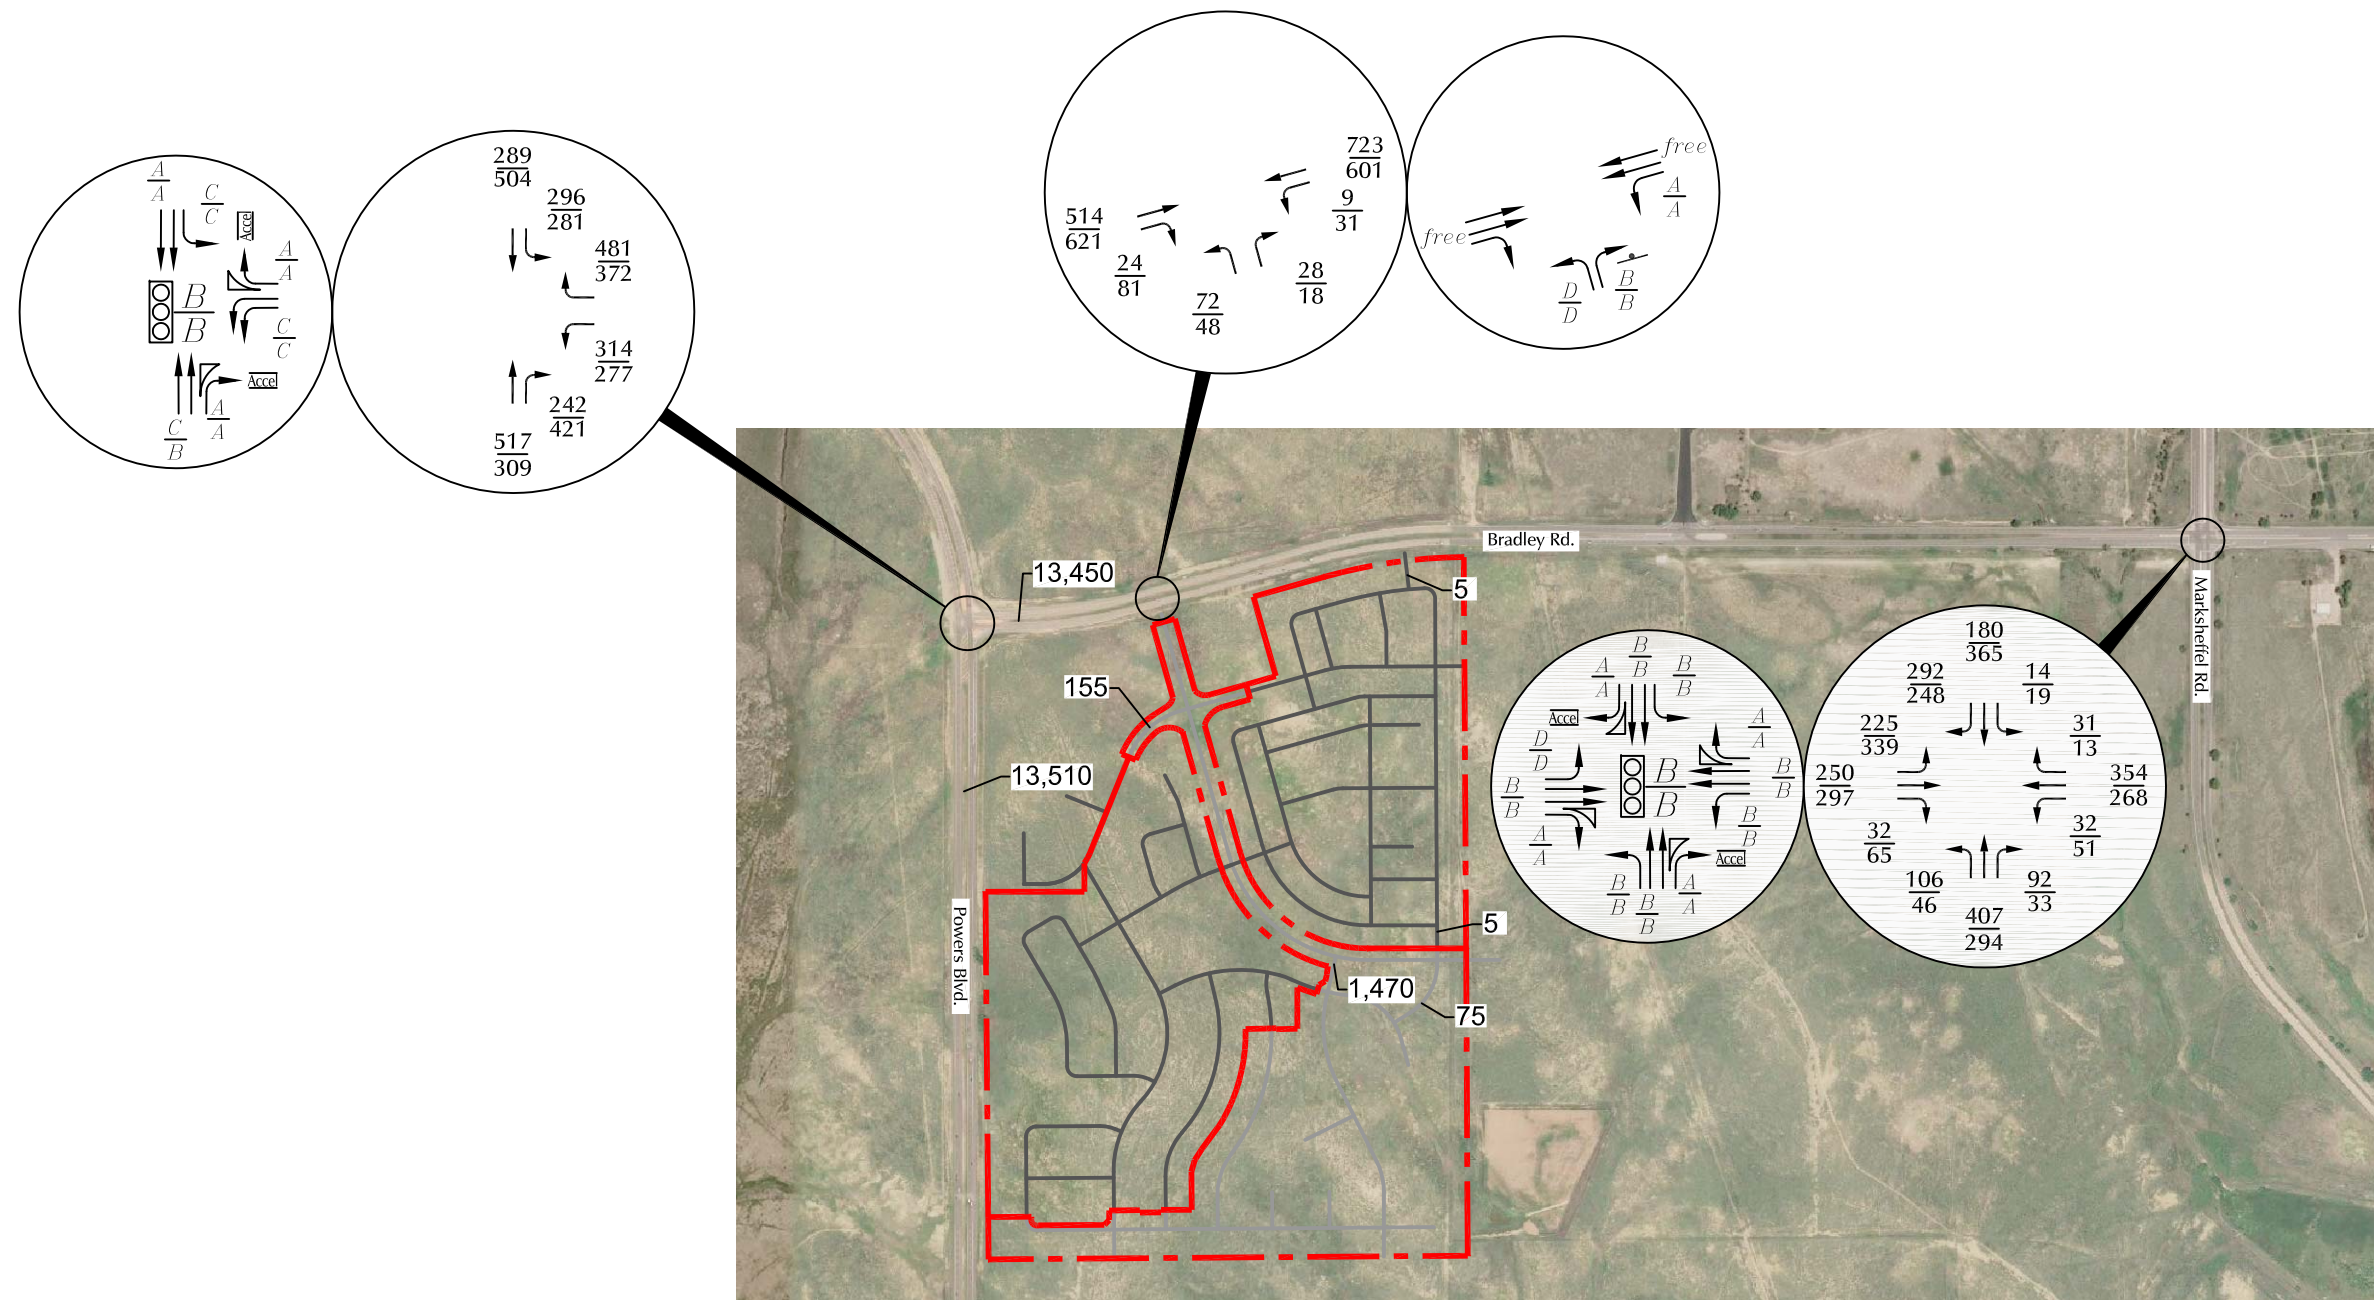 A
A
C
C
Accel
A
A
B
B
C
C
Accel
A
A
C
B
289
504
296
281
481
372
314
277
242
421
517
309
723
601
9
31
514
621
24
81
72
48
28
18
free
A
A
free
B
B
D
D
Bradley Rd.
13,450
5
155
13,510
Powers Blvd.
5
1,470
75
Marksheffel Rd.
B
B
A
A
B
B
Accel
A
A
D
D
B
B
B
B
B
B
B
B
A
A
Accel
B
B
A
A
B
B
180
365
292
248
14
19
225
339
31
13
250
297
354
268
32
65
32
51
106
46
92
33
407
294